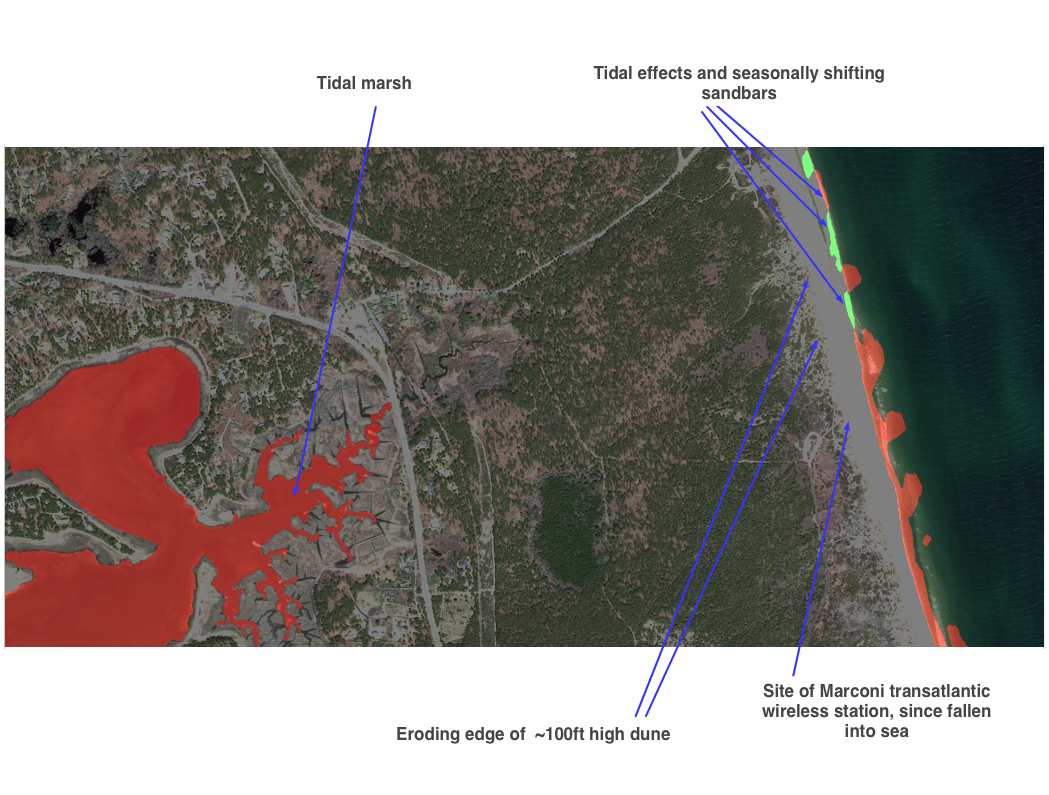 Tidal marsh
Tidal effects and seasonally shifting
sandbars
Site of Marconi transatlantic
wireless station, since fallen
into sea
Eroding edge of  ~100ft high dune